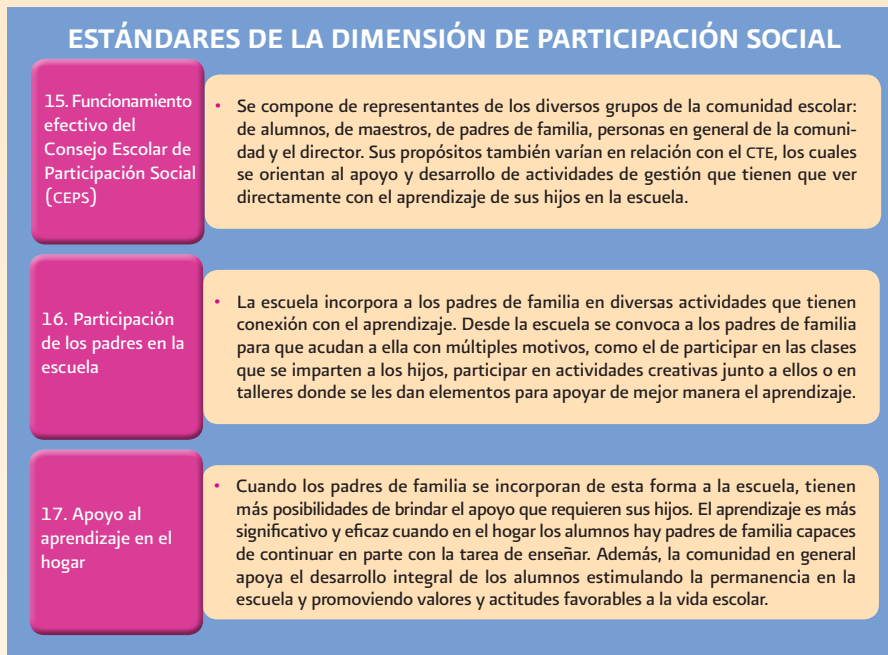 ESTÁNDARES DE LA DIMENSIÓN DE PARTICIPACIÓN SOCIAL
15. Funcionamiento
efectivo del
Consejo Escolar de
Participación Social
(CEPS)
• Se compone de representantes de los diversos grupos de la comunidad escolar:
de alumnos, de maestros, de padres de familia, personas en general de la comuni-
dad y el director. Sus propósitos también varían en relación con el CTE, los cuales
se orientan al apoyo y desarrollo de actividades de gestión que tienen que ver
directamente con el aprendizaje de sus hijos en la escuela.
16. Participación
de los padres en la
escuela
• La escuela incorpora a los padres de familia en diversas actividades que tienen
conexión con el aprendizaje. Desde la escuela se convoca a los padres de familia
para que acudan a ella con múltiples motivos, como el de participar en las clases
que se imparten a los hijos, participar en actividades creativas junto a ellos o en
talleres donde se les dan elementos para apoyar de mejor manera el aprendizaje.
17. Apoyo al
aprendizaje en el
hogar
• Cuando los padres de familia se incorporan de esta forma a la escuela, tienen
más posibilidades de brindar el apoyo que requieren sus hijos. El aprendizaje es más
significativo y eficaz cuando en el hogar los alumnos hay padres de familia capaces
de continuar en parte con la tarea de enseñar. Además, la comunidad en general
apoya el desarrollo integral de los alumnos estimulando la permanencia en la
escuela y promoviendo valores y actitudes favorables a la vida escolar.